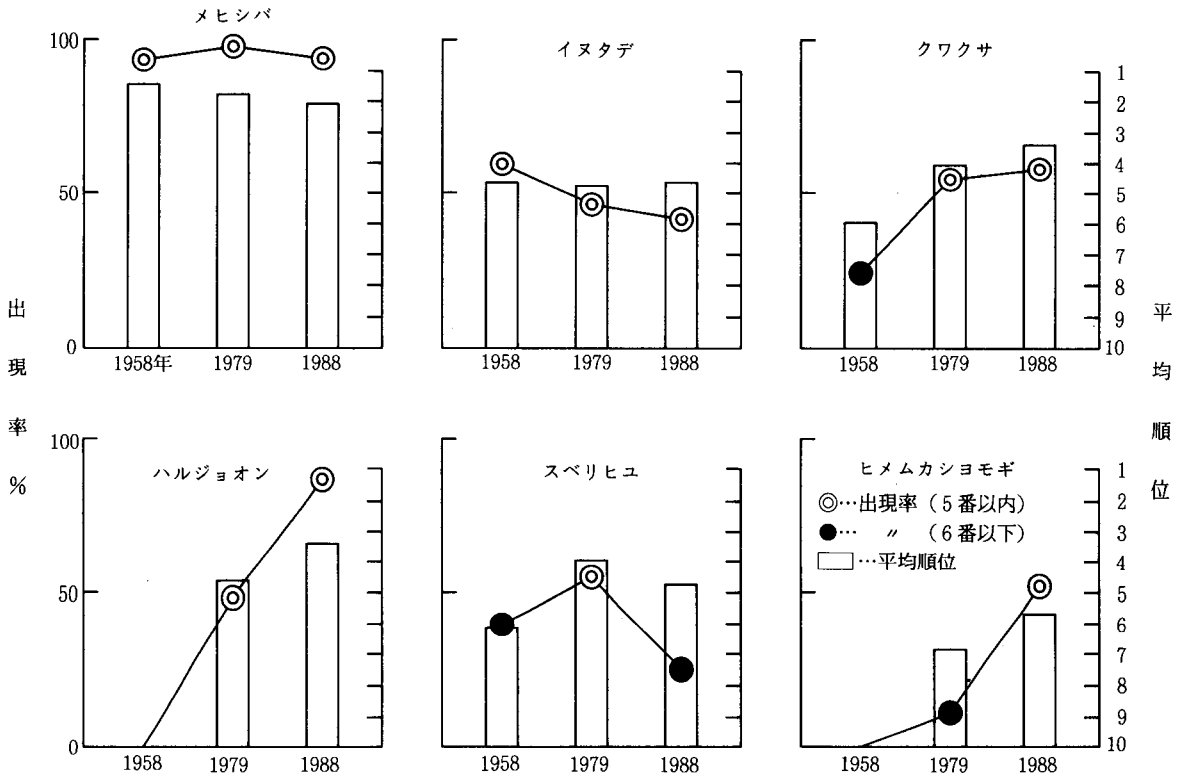 メヒシバ
イヌタデ
クワクサ
100
50
0
1958年 1979 1988
1958 1979 1988
1958 1979 1988
1
2
3
4
5
6
7
8
9
10
出現率%
平均順位
ハルジョオン
スベリヒユ
ヒメムカシヨモギ
◎…出現率(5番以内)
●… 〃 (6番以下)
□…平均順位
100
50
0
1958 1979 1988
1958 1979 1988
1958 1979 1988
1
2
3
4
5
6
7
8
9
10